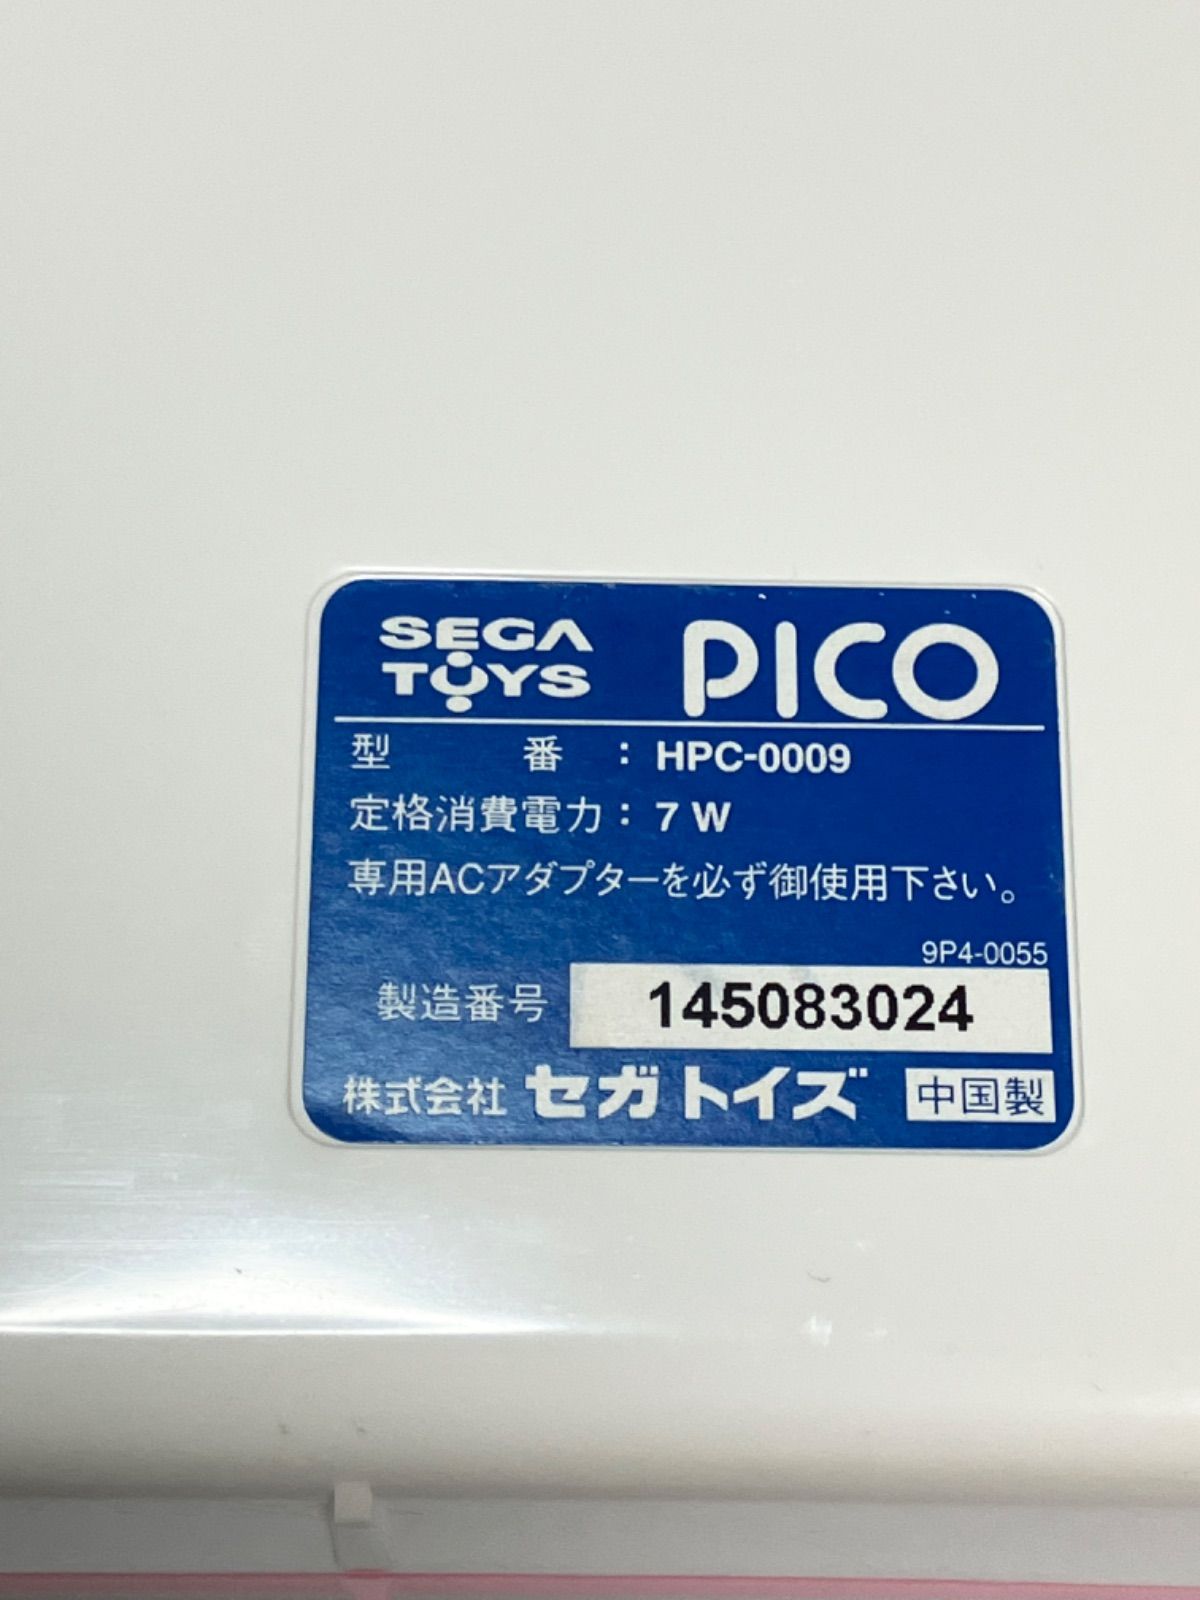 SEGA TOYS PICO
型番：HPC-0009
定格消費電力：7 W
専用ACアダプターを必ず御使用下さい。
9P4-0055
製造番号 145083024
株式会社 セガトイズ 中国製